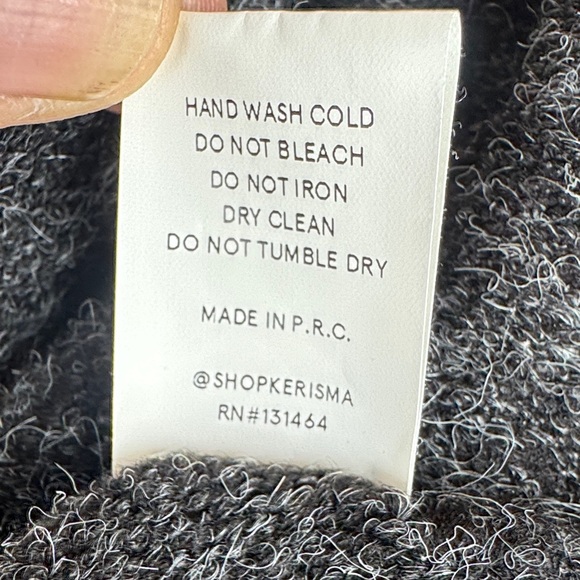 HAND WASH COLD
DO NOT BLEACH
DO NOT IRON
DRY CLEAN
DO NOT TUMBLE DRY
MADE IN P.R.C.
@SHOPKERISMA
RN#131464